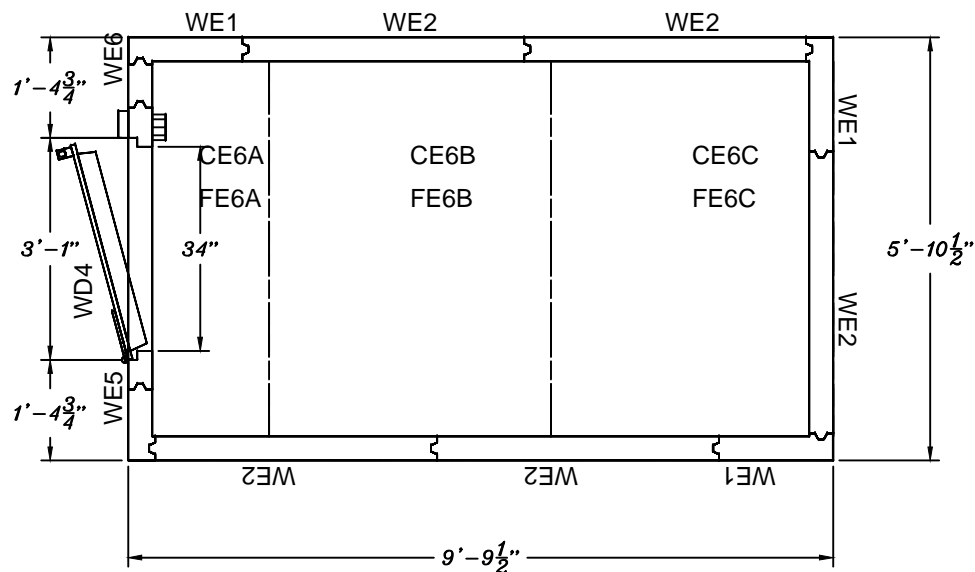 WE1 WE2 WE2
WE6
1'-4¾"
WE1
CE6A CE6B CE6C
FE6A FE6B FE6C
3'-1" 34" 5'-10½"
WD4
WE2
WE5
1'-4¾"
WE2 WE2 WE1
9'-9½"